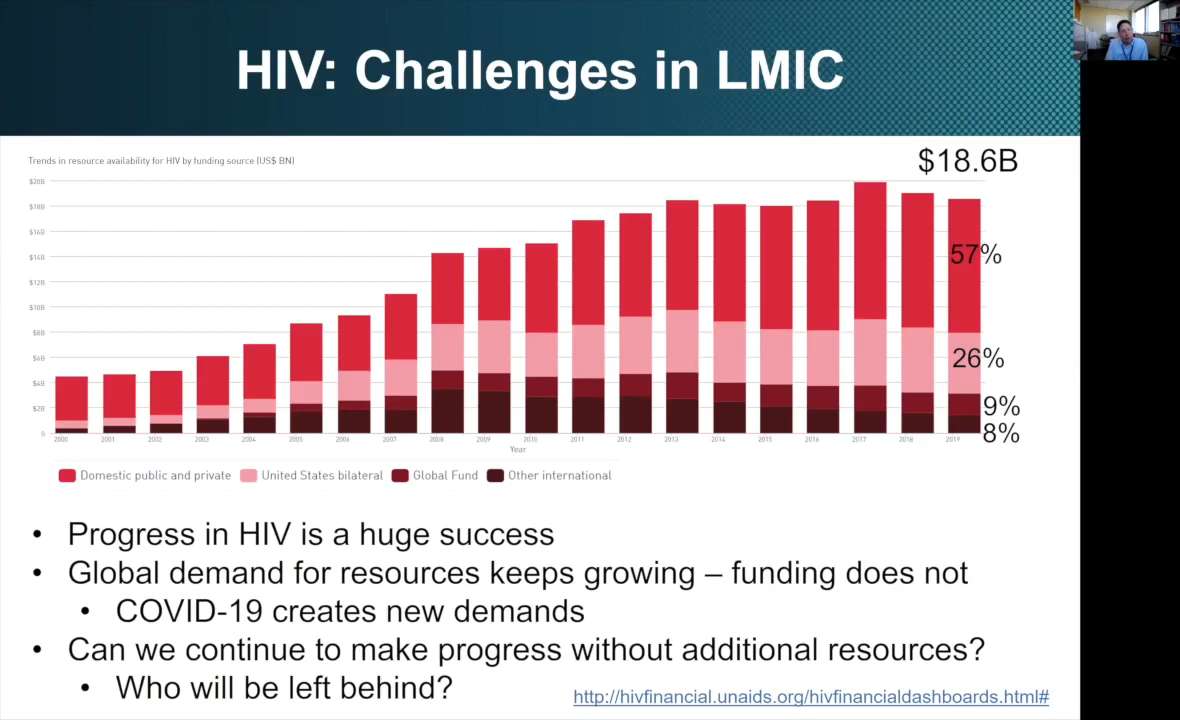 HIV: Challenges in LMIC
Trends in resource availability for HIV by funding source (US$ BN)
$18.6B
$20B
$18B
$16B
$14B
57%
$12B
$10B
$8B
$6B
26%
$4B
$2B
9%
0
8%
2000 2001 2002 2003 2004 2005 2006 2007 2008 2009 2010 2011 2012 2013 2014 2015 2016 2017 2018 2019
Year
Domestic public and private United States bilateral Global Fund Other international
• Progress in HIV is a huge success
• Global demand for resources keeps growing – funding does not
• COVID-19 creates new demands
• Can we continue to make progress without additional resources?
• Who will be left behind?
http://hivfinancial.unaids.org/hivfinancialdashboards.html#